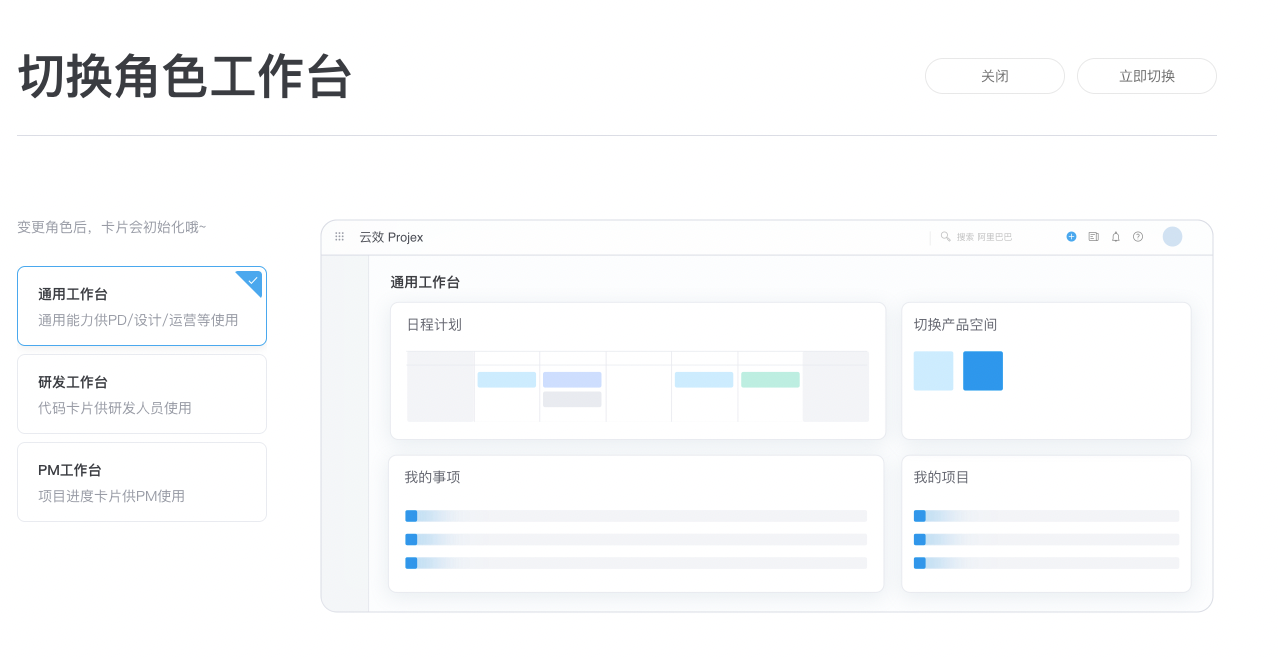 切换角色工作台
关闭
立即切换
变更角色后，卡片会初始化哦~
通用工作台
通用能力供PD/设计/运营等使用
研发工作台
代码卡片供研发人员使用
PM工作台
项目进度卡片供PM使用
云效 Projex
搜索 阿里巴巴
通用工作台
日程计划
切换产品空间
我的事项
我的项目